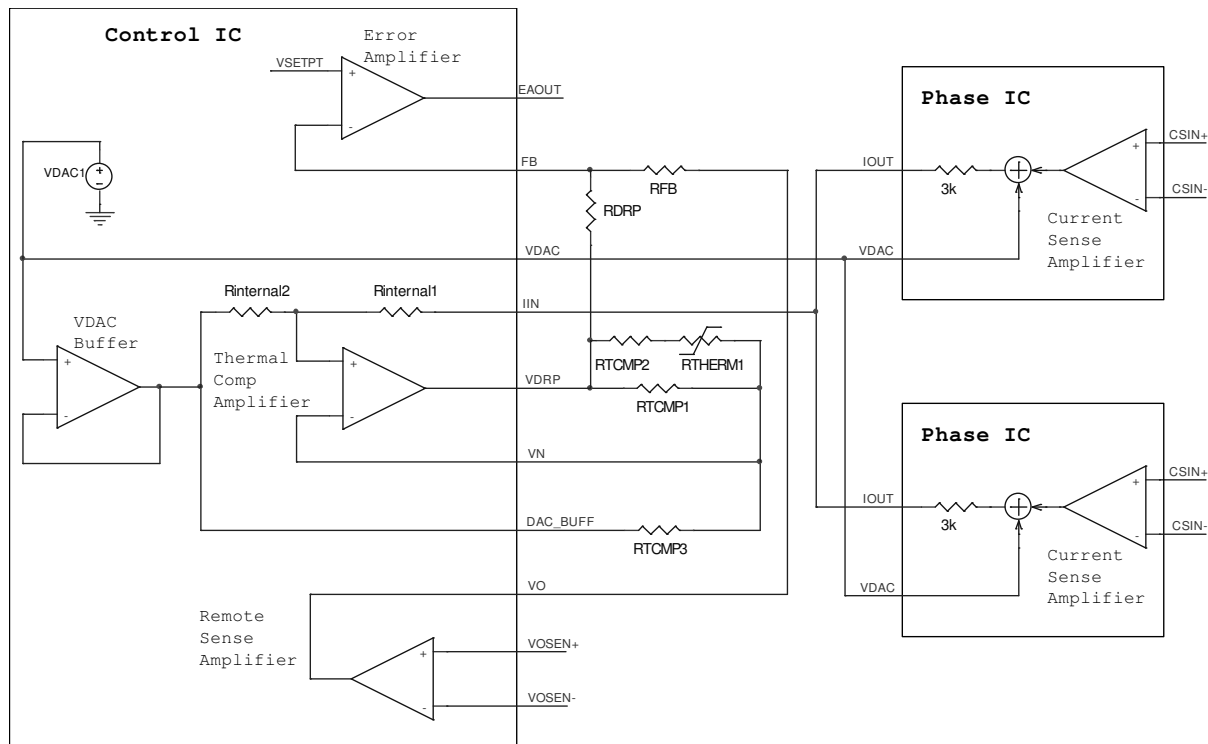 Control IC
Error
Amplifier
VSETPT
+
-
EAOUT
VDAC1
+
-
FB
RFB
RDRP
VDAC
Rinternal2
Rinternal1
IIN
VDAC
Buffer
+
-
Thermal
Comp
Amplifier
+
-
VDRP
RTCMP2
RTHERM1
RTCMP1
VN
DAC_BUFF
RTCMP3
VO
Remote
Sense
Amplifier
+
-
VOSEN+
VOSEN-
Phase IC
IOUT
3k
+
-
CSIN+
CSIN-
VDAC
Current
Sense
Amplifier
Phase IC
IOUT
3k
+
-
CSIN+
CSIN-
VDAC
Current
Sense
Amplifier